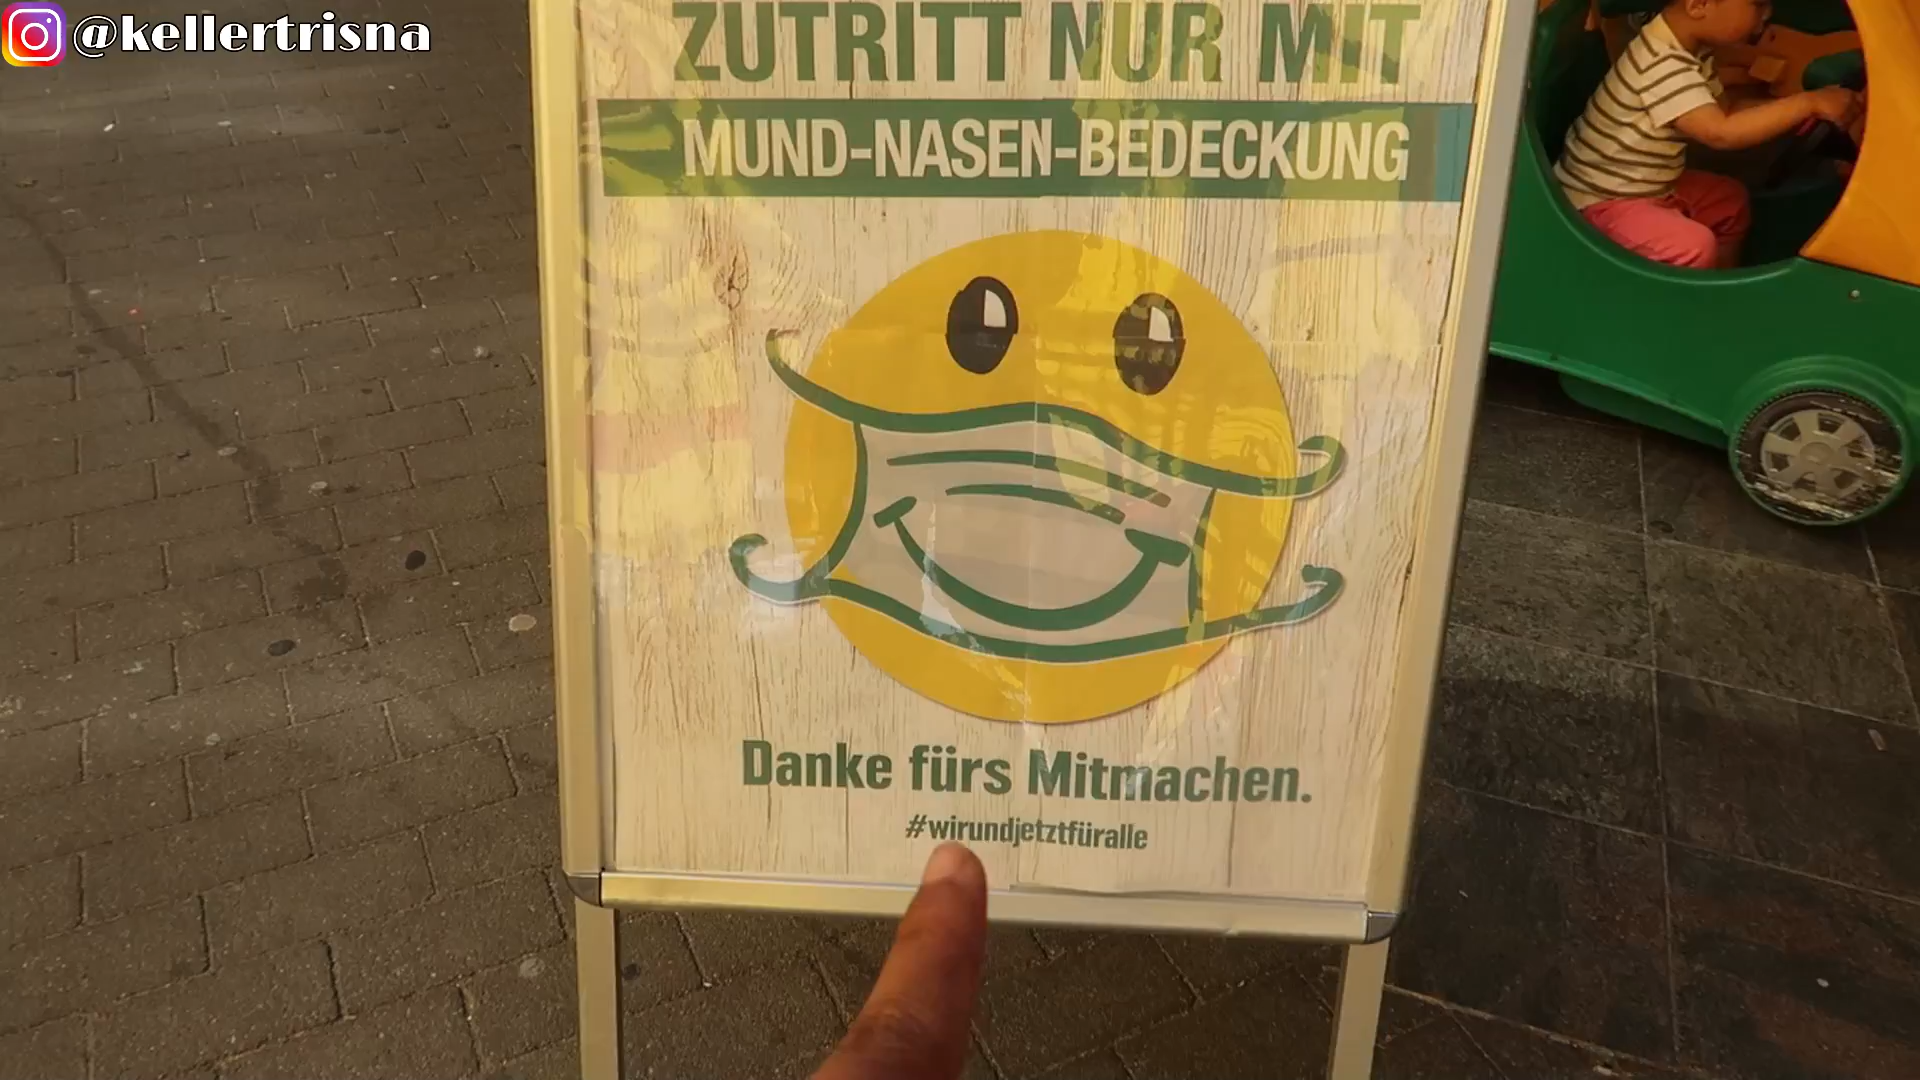 @kellertrisna
ZUTRITT NUR MIT
MUND-NASEN-BEDECKUNG
Danke fürs Mitmachen.
#wirundjetztfüralle